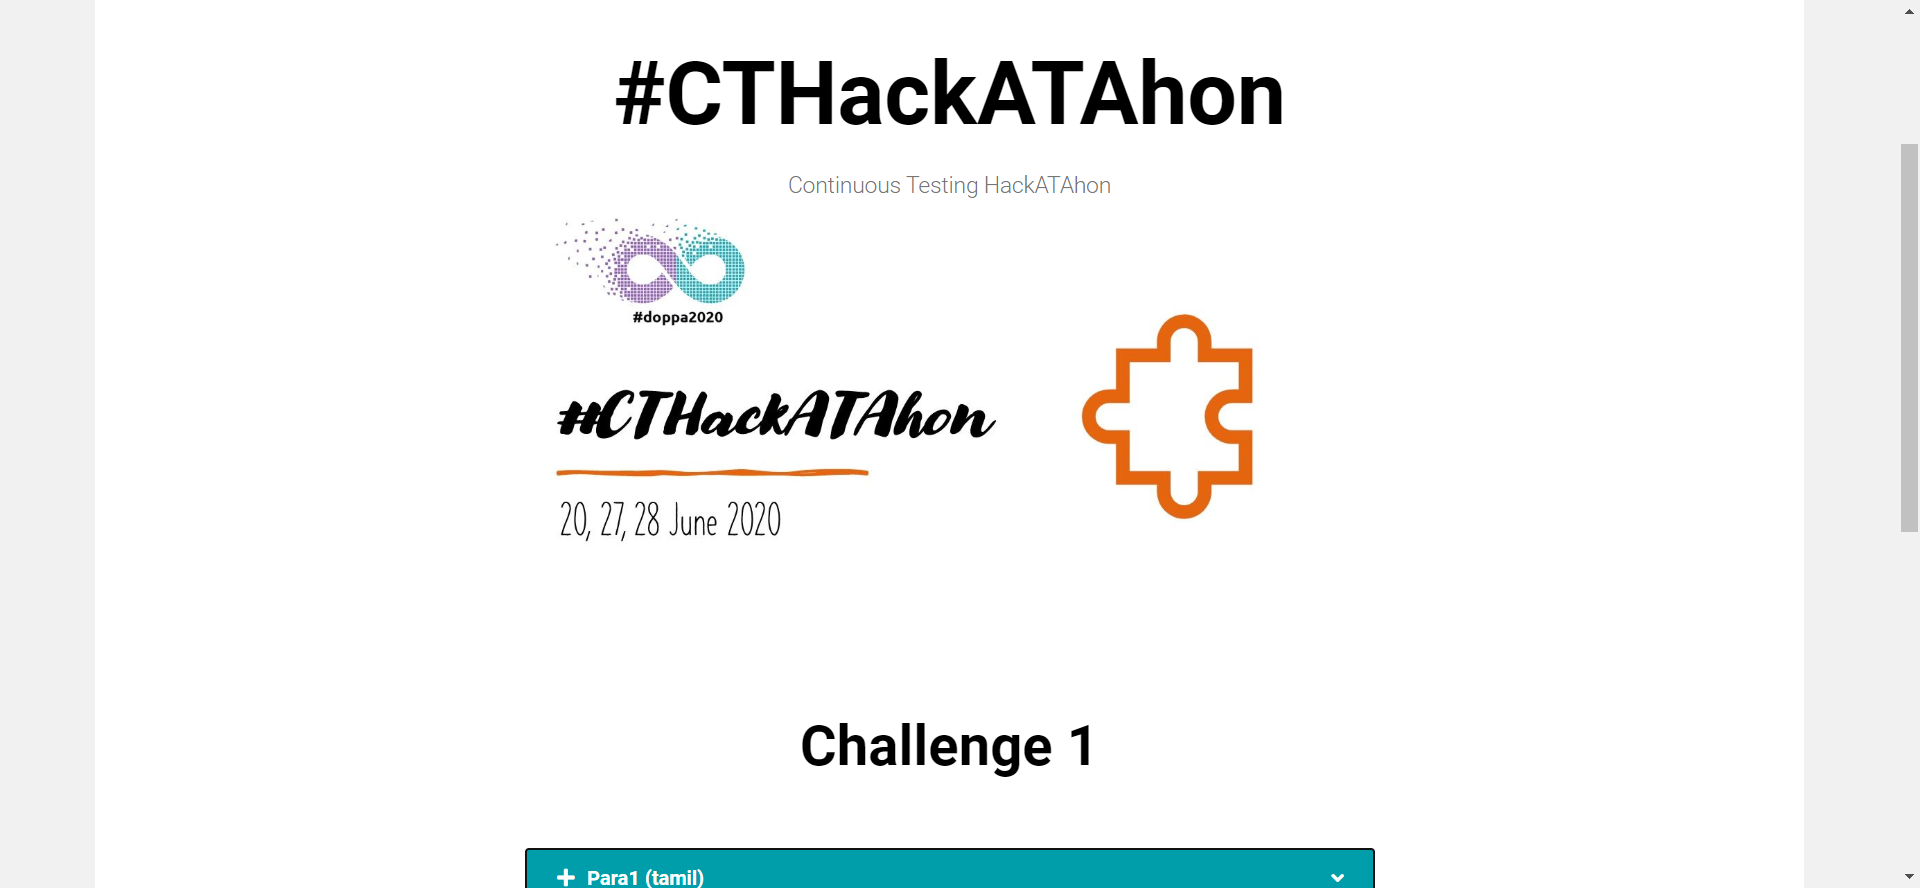 #CTHackATAhon
Continuous Testing HackATAhon
#doppa2020
#CTHackATAhon
20, 27, 28 June 2020
Challenge 1
Para1 (tamil)